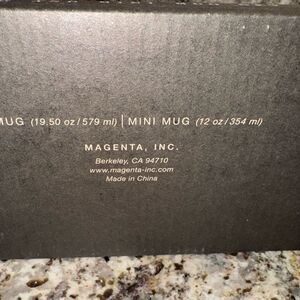 MUG (19.50 oz / 579 ml) | MINI MUG (12 oz / 354 ml)
MAGENTA, INC.
Berkeley, CA 94710
www.magenta-inc.com
Made in China